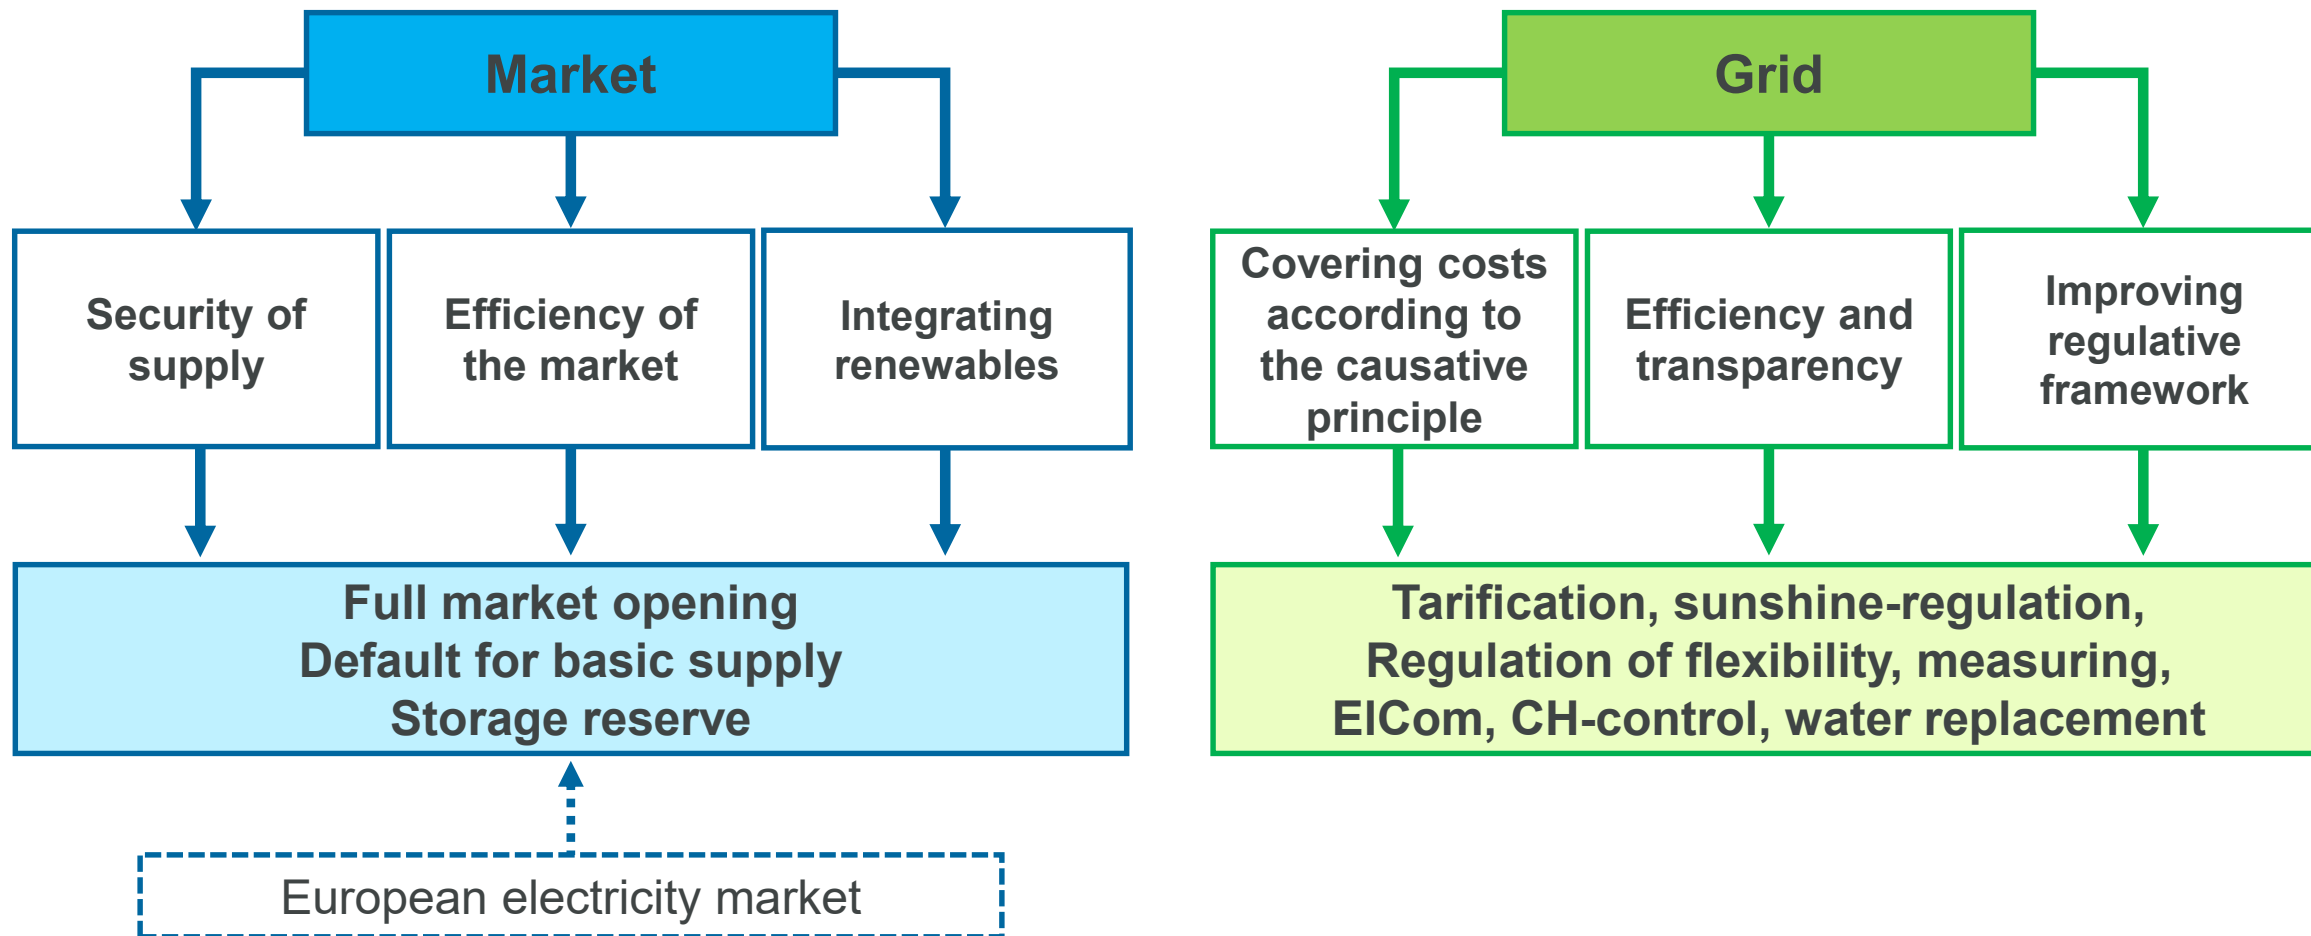 Market
Security of
supply
Efficiency of
the market
Integrating
renewables
Full market opening
Default for basic supply
Storage reserve
European electricity market
Grid
Covering costs
according to
the causative
principle
Efficiency and
transparency
Improving
regulative
framework
Tarification, sunshine-regulation,
Regulation of flexibility, measuring,
ElCom, CH-control, water replacement